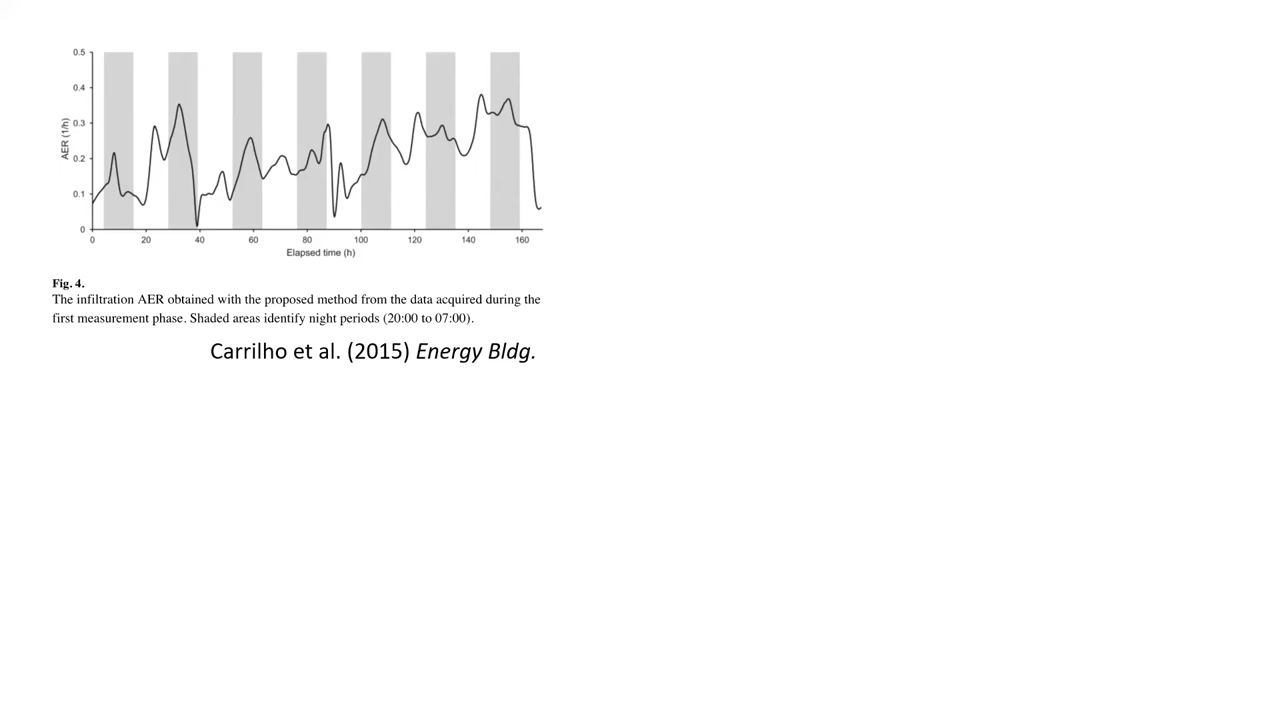 0.5
0.4
0.3
0.2
0.1
0
AER (1/h)
0 20 40 60 80 100 120 140 160
Elapsed time (h)
Fig. 4.
The infiltration AER obtained with the proposed method from the data acquired during the
first measurement phase. Shaded areas identify night periods (20:00 to 07:00).
Carrilho et al. (2015) Energy Bldg.